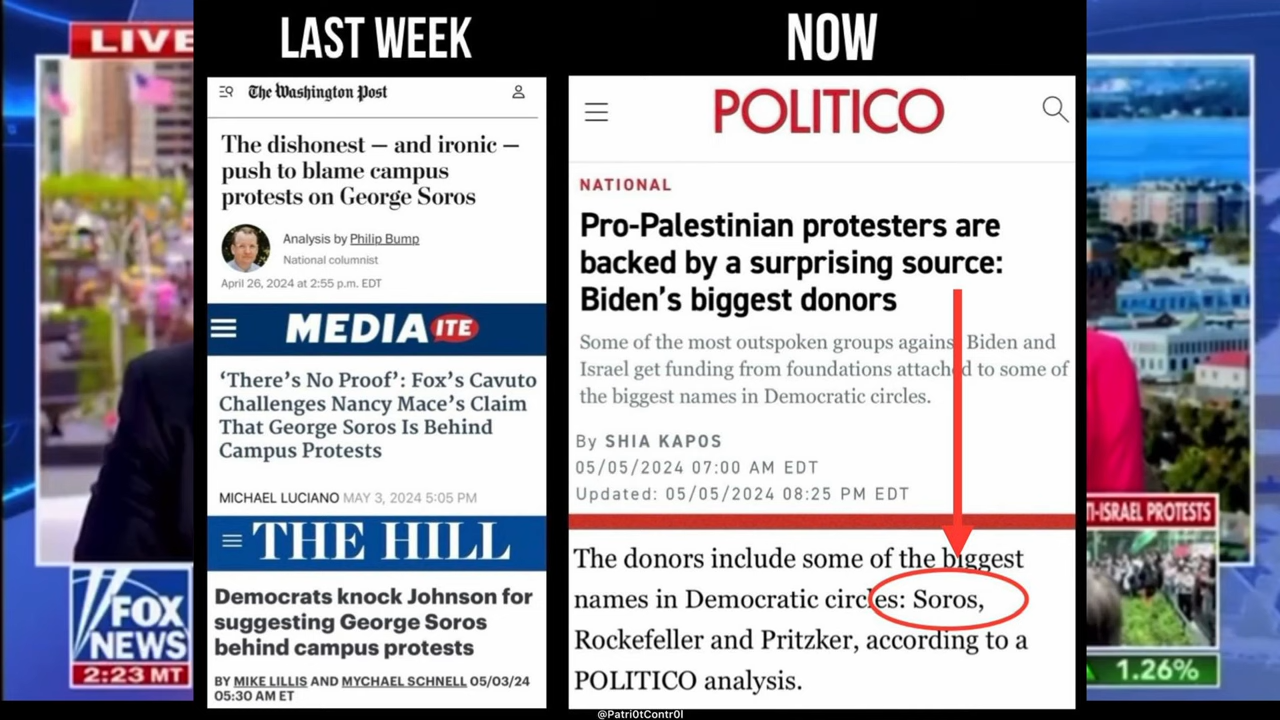 LIVE
LAST WEEK
The Washington Post
The dishonest — and ironic —
push to blame campus
protests on George Soros
Analysis by Philip Bump
National columnist
April 26, 2024 at 2:55 p.m. EDT
MEDIAITE
‘There’s No Proof’: Fox’s Cavuto
Challenges Nancy Mace’s Claim
That George Soros Is Behind
Campus Protests
MICHAEL LUCIANO MAY 3, 2024 5:05 PM
THE HILL
Democrats knock Johnson for
suggesting George Soros
behind campus protests
BY MIKE LILLIS AND MYCHAEL SCHNELL 05/03/24
05:30 AM ET
NOW
POLITICO
NATIONAL
Pro-Palestinian protesters are
backed by a surprising source:
Biden’s biggest donors
Some of the most outspoken groups against Biden and
Israel get funding from foundations attached to some of
the biggest names in Democratic circles.
By SHIA KAPOS
05/05/2024 07:00 AM EDT
Updated: 05/05/2024 08:25 PM EDT
The donors include some of the biggest
names in Democratic circles: Soros,
Rockefeller and Pritzker, according to a
POLITICO analysis.
FOX
NEWS
2:23 MT
TI-ISRAEL PROTESTS
1.26%
@Patri0tContr0l